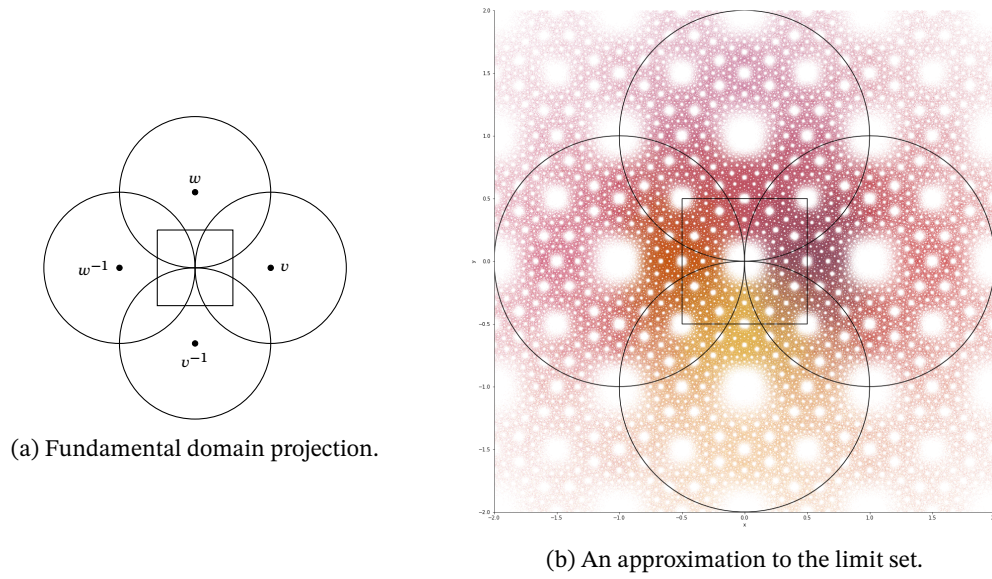 w
w⁻¹
v
v⁻¹
(a) Fundamental domain projection.
2.0
1.5
1.0
0.5
0.0
−0.5
−1.0
−1.5
−2.0
y
−2.0 −1.5 −1.0 −0.5 0.0 0.5 1.0 1.5 2
x
(b) An approximation to the limit set.